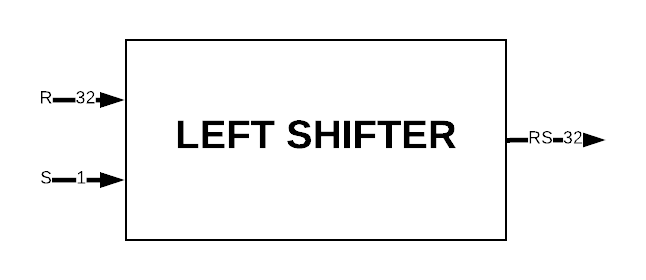 R 32
LEFT SHIFTER
RS 32
S 1